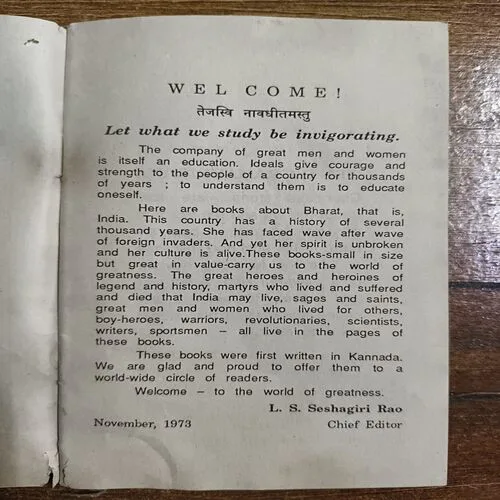 WEL COME!
तेजस्वि नावधीतमस्तु
Let what we study be invigorating.
The company of great men and women
is itself an education. Ideals give courage and
strength to the people of a country for thousands
of years ; to understand them is to educate
oneself.
Here are books about Bharat, that is,
India. This country has a history of several
thousand years. She has faced wave after wave
of foreign invaders. And yet her spirit is unbroken
and her culture is alive.These books-small in size
but great in value-carry us to the world of
greatness. The great heroes and heroines of
legend and history, martyrs who lived and suffered
and died that India may live, sages and saints,
great men and women who lived for others,
boy-heroes, warriors, revolutionaries, scientists,
writers, sportsmen – all live in the pages of
these books.
These books were first written in Kannada.
We are glad and proud to offer them to a
world-wide circle of readers.
Welcome – to the world of greatness.
L. S. Seshagiri Rao
November, 1973 Chief Editor